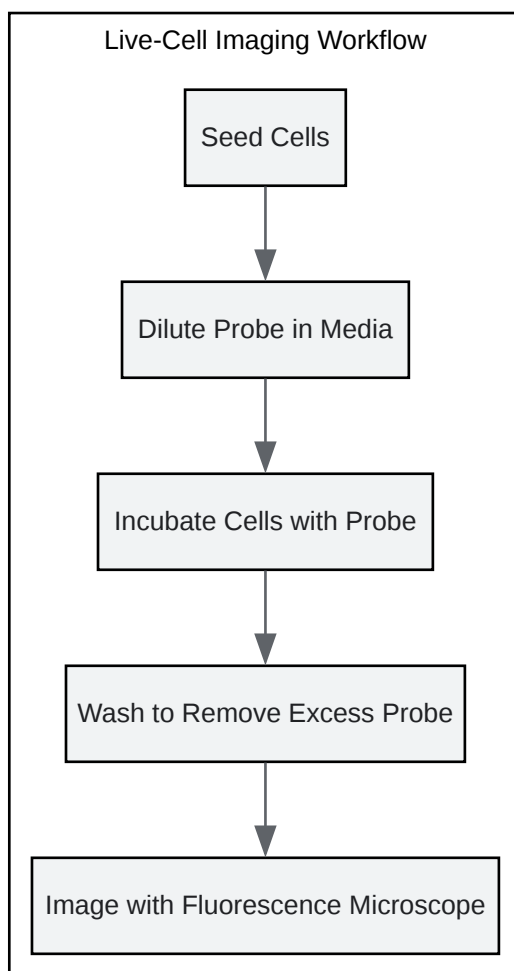 Live-Cell Imaging Workflow
Seed Cells
Dilute Probe in Media
Incubate Cells with Probe
Wash to Remove Excess Probe
Image with Fluorescence Microscope